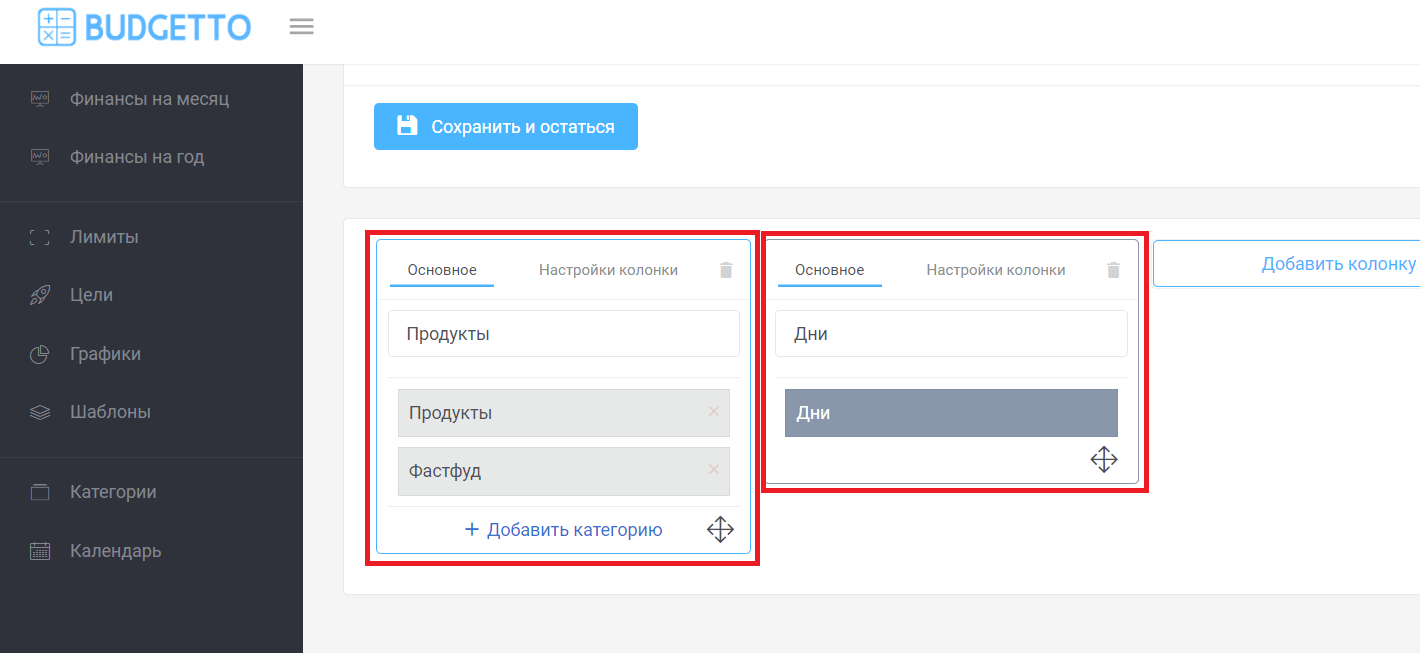 BUDGETTO
Финансы на месяц
Финансы на год
Лимиты
Цели
Графики
Шаблоны
Категории
Календарь
Сохранить и остаться
Основное Настройки колонки
Продукты
Продукты
Фастфуд
+ Добавить категорию
Основное Настройки колонки
Дни
Дни
Добавить колонку